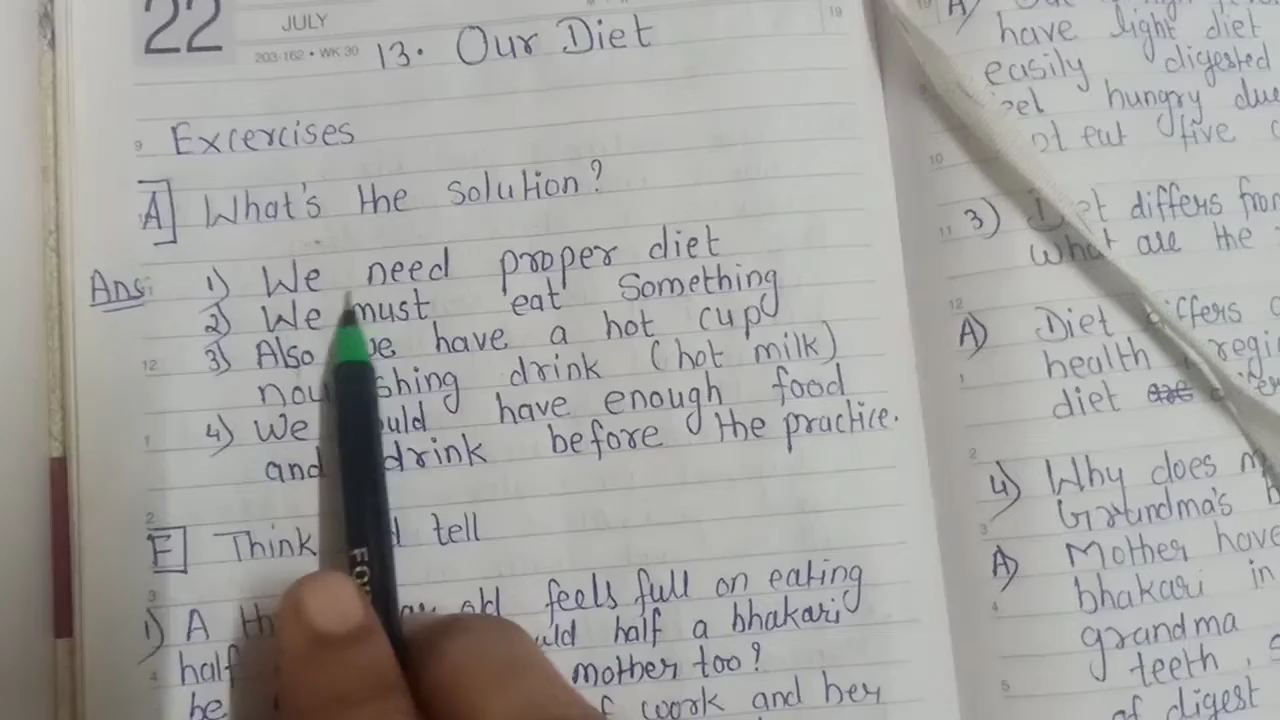 22
JULY
203-162 • WK 30
13. Our Diet
Excercises
A] What's the solution?
Ans: 1) We need proper diet
2) We must eat Something
3) Also have a hot cup
drink (hot milk)
4) We have enough food
and drink before the practice.
E] Think tell
1) A old feels full on eating
half a bhakari
half mother too?
be work and her
have light diet
easily digested
hungry due
eat five
3) differs from
What are the
A) Diet
health
diet
4) Why does
Grandma's
A) Mother have
bhakari in
grandma
teeth,
of digest